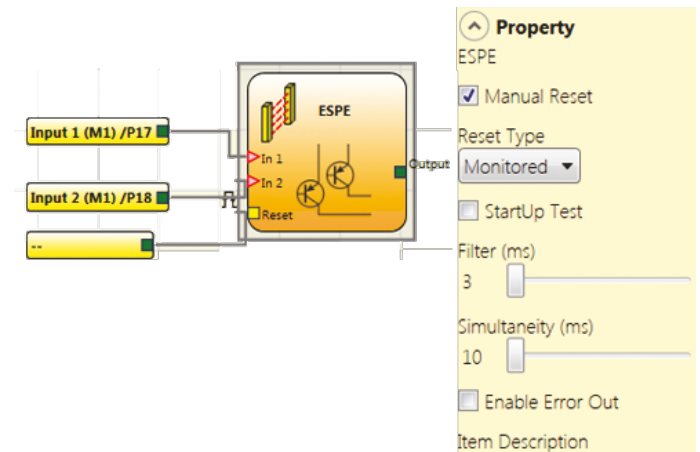 Input 1 (M1) /P17
Input 2 (M1) /P18
--
ESPE
In 1
In 2
Reset
Output
Property
ESPE
Manual Reset
Reset Type
Monitored
StartUp Test
Filter (ms)
3
Simultaneity (ms)
10
Enable Error Out
Item Description